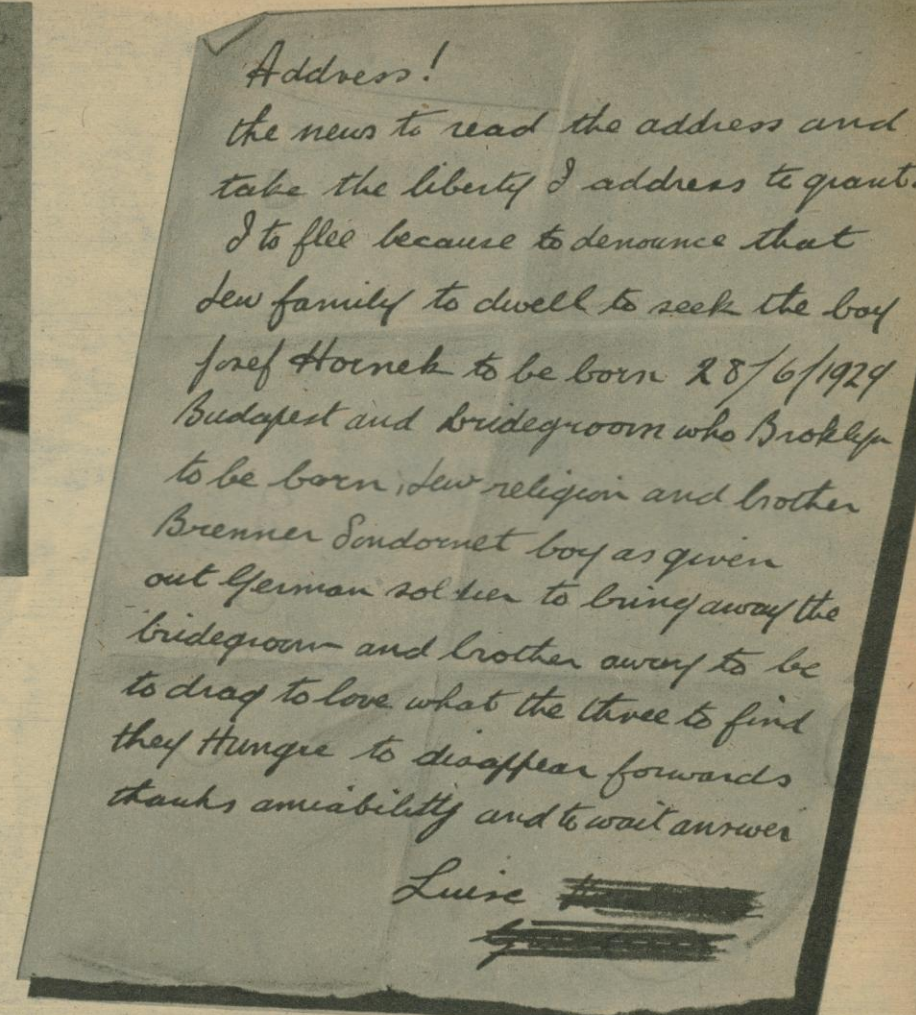 Address!
the news to read the address and
take the liberty I address to grant.
I to flee because to denounce that
Jew family to dwell to seek the boy
Josef Hornek to be born 28/6/1929
Budapest and bridegroom who Broklyn
to be born, Jew religion and brother
Brenner boy as given
out German soldier to bring away the
bridegroom and brother away to be
to drag to love what the three to find
they Hungre to disappear forwards
thanks amiability and to wait answer
Luise